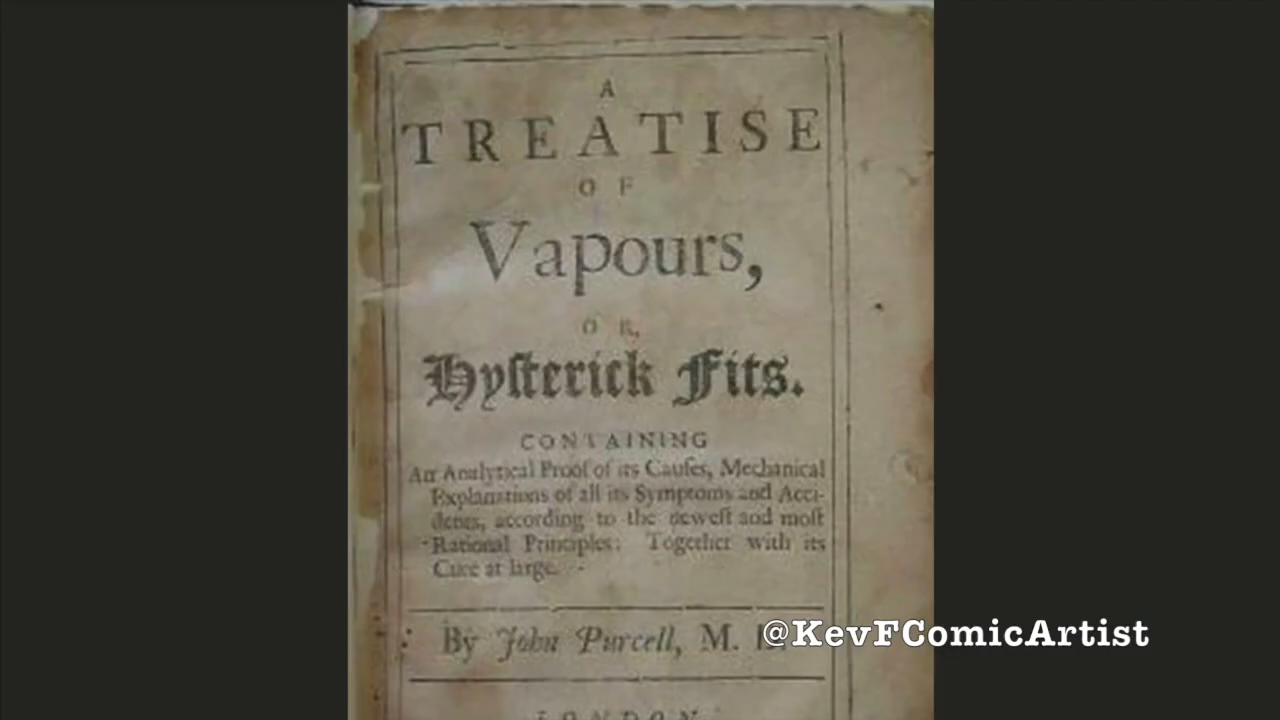 A
TREATISE
OF
Vapours,
OR,
Hyſterick Fits.
CONTAINING
An Analytical Proof of its Cauſes, Mechanical
Explanations of all its Symptoms and Acci-
dents, according to the neweſt and moſt
Rational Principles: Together with its
Cure at large.
By John Purcell, M. D.
@KevFComicArtist
LONDON